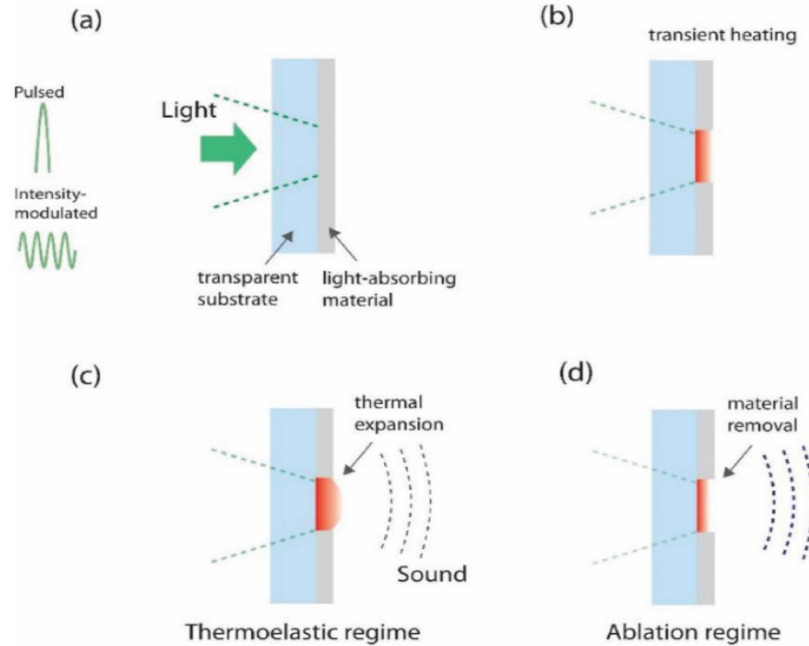 (a)
Pulsed
Light
Intensity-
modulated
transparent
substrate
light-absorbing
material
(b)
transient heating
(c)
thermal
expansion
Sound
Thermoelastic regime
(d)
material
removal
Ablation regime